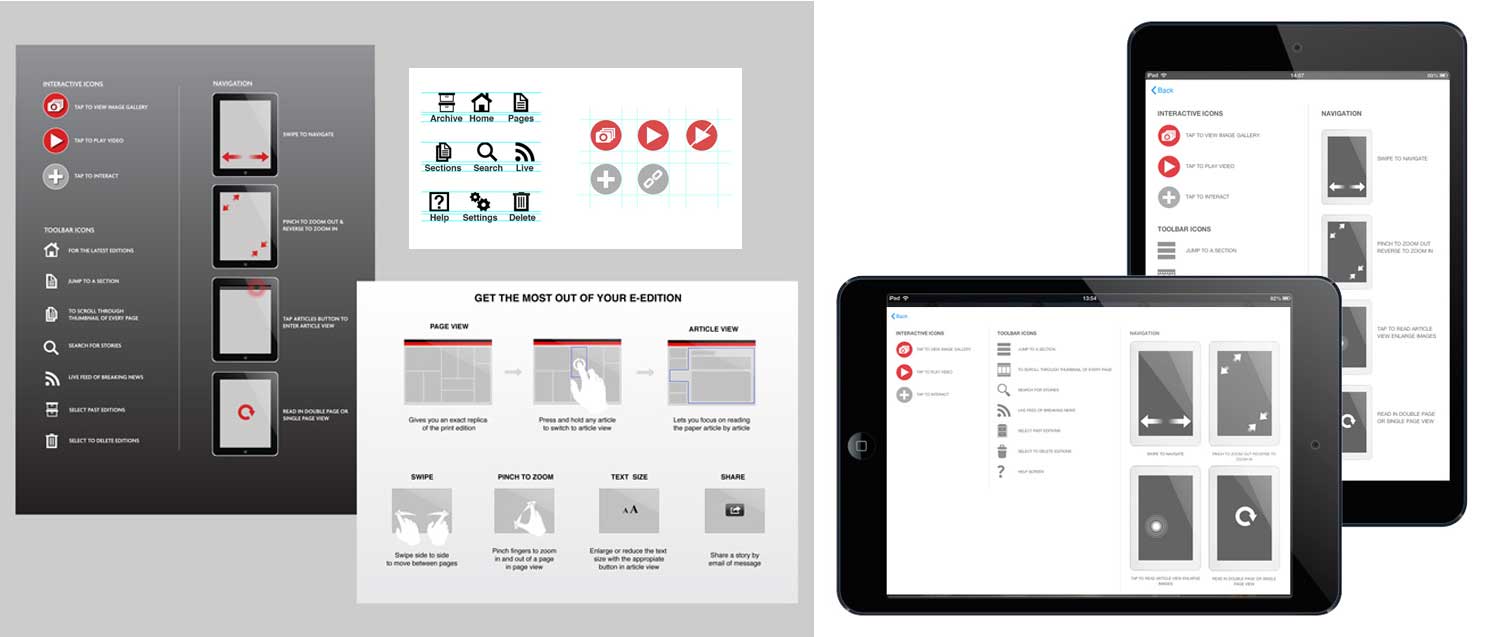 INTERACTIVE ICONS
TAP TO VIEW IMAGE GALLERY
TAP TO PLAY VIDEO
TAP TO INTERACT
TOOLBAR ICONS
FOR THE LATEST EDITIONS
JUMP TO A SECTION
TO SCROLL THROUGH
THUMBNAIL OF EVERY PAGE
SEARCH FOR STORIES
LIVE FEED OF BREAKING NEWS
SELECT PAST EDITIONS
SELECT TO DELETE EDITIONS
NAVIGATION
SWIPE TO NAVIGATE
PINCH TO ZOOM OUT &
REVERSE TO ZOOM IN
TAP ARTICLES BUTTON TO
ENTER ARTICLE VIEW
READ IN DOUBLE PAGE OR
SINGLE PAGE VIEW
Archive Home Pages
Sections Search Live
Help Settings Delete
GET THE MOST OUT OF YOUR E-EDITION
PAGE VIEW
ARTICLE VIEW
Gives you an exact replica
of the print edition
Press and hold any article
to switch to article view
Lets you focus on reading
the paper article by article
SWIPE
Swipe side to side
to move between pages
PINCH TO ZOOM
Pinch fingers to zoom
in and out of a page
in page view
TEXT SIZE
A A
Enlarge or reduce the text
size with the appropiate
button in article view
SHARE
Share a story by
email of message
iPad 14:07 80%
Back
INTERACTIVE ICONS
TAP TO VIEW IMAGE GALLERY
TAP TO PLAY VIDEO
TAP TO INTERACT
TOOLBAR ICONS
JUMP TO A SECTION
NAVIGATION
SWIPE TO NAVIGATE
PINCH TO ZOOM OUT
REVERSE TO ZOOM IN
TAP TO READ ARTICLE
VIEW ENLARGE IMAGES
READ IN DOUBLE PAGE
OR SINGLE PAGE VIEW
iPad 13:54 82%
Back
INTERACTIVE ICONS
TAP TO VIEW IMAGE GALLERY
TAP TO PLAY VIDEO
TAP TO INTERACT
TOOLBAR ICONS
JUMP TO A SECTION
TO SCROLL THROUGH THUMBNAIL OF EVERY PAGE
SEARCH FOR STORIES
LIVE FEED OF BREAKING NEWS
SELECT PAST EDITIONS
SELECT TO DELETE EDITIONS
HELP SCREEN
NAVIGATION
SWIPE TO NAVIGATE
PINCH TO ZOOM OUT REVERSE TO
ZOOM IN
TAP TO READ ARTICLE VIEW ENLARGE
IMAGES
READ IN DOUBLE PAGE OR SINGLE
PAGE VIEW